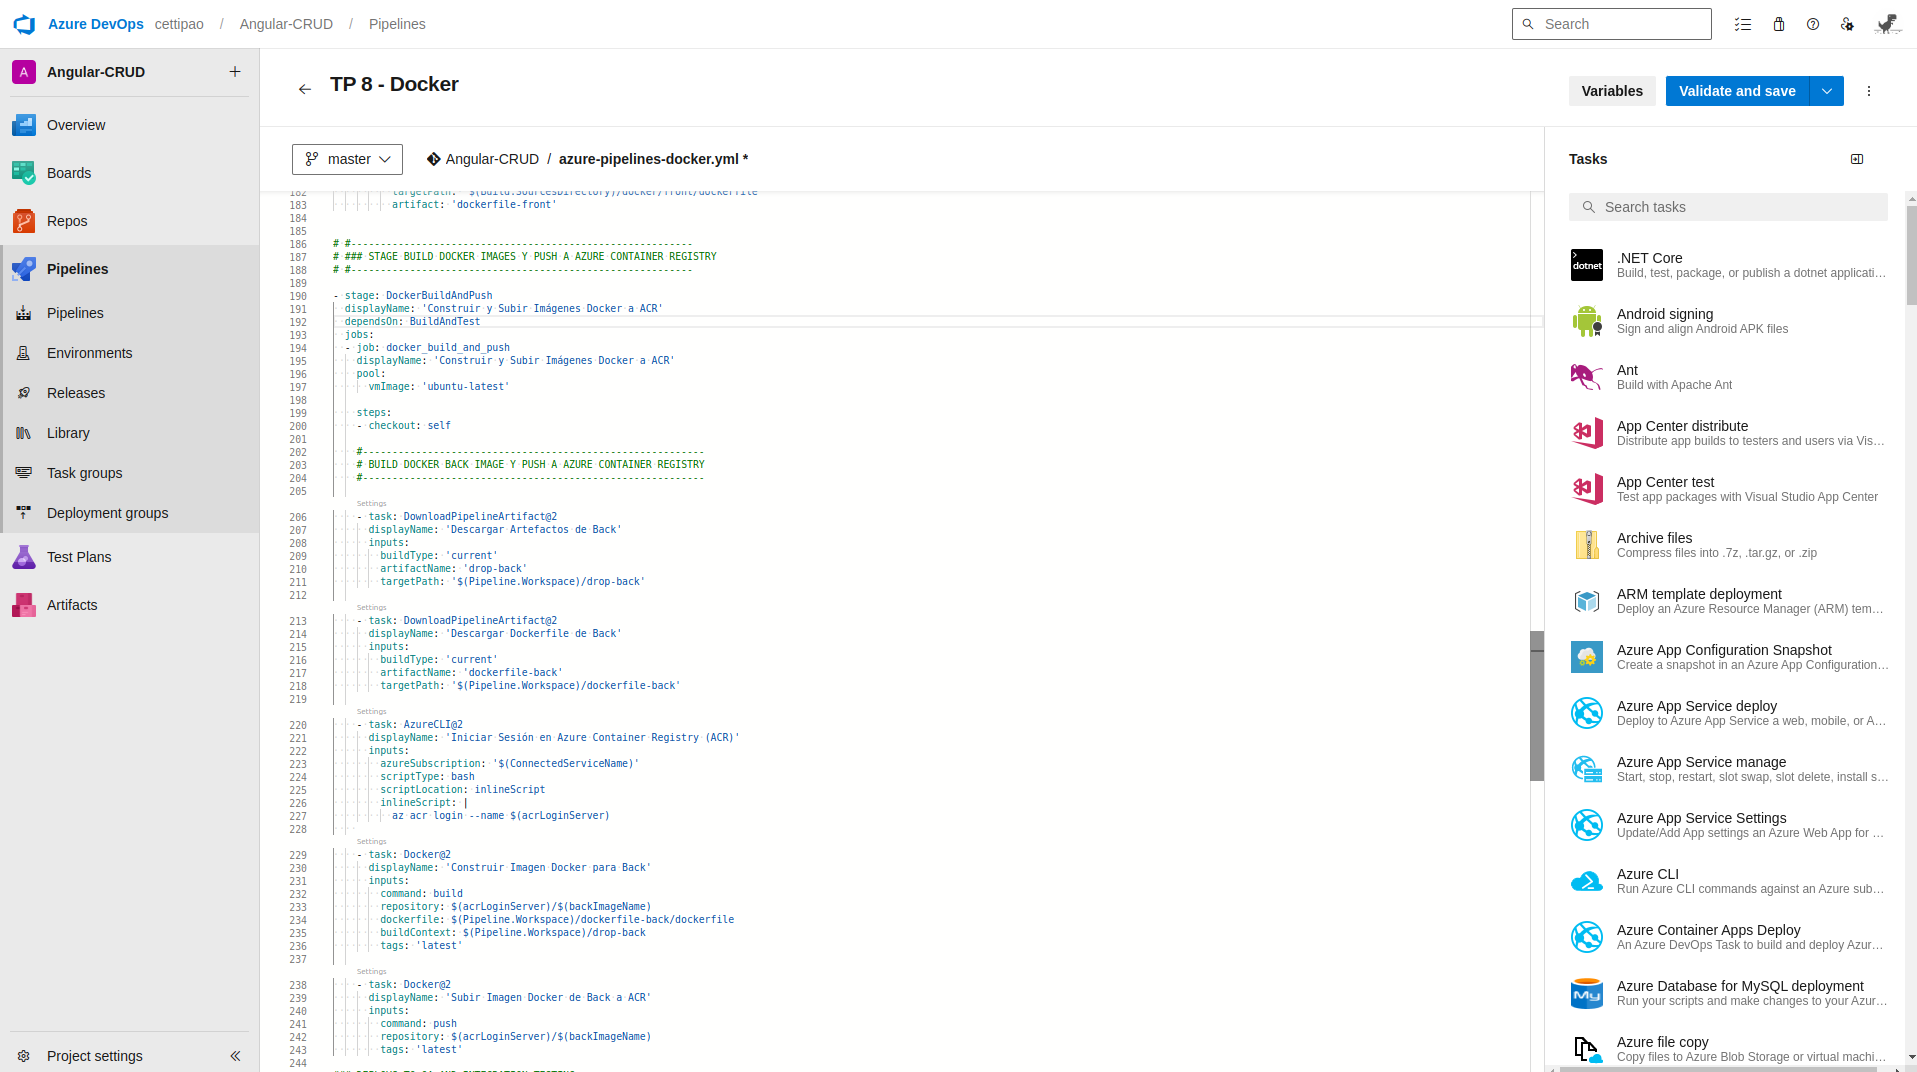 Azure DevOps cettipao / Angular-CRUD / Pipelines
Search
A Angular-CRUD +
Overview
Boards
Repos
Pipelines
Pipelines
Environments
Releases
Library
Task groups
Deployment groups
Test Plans
Artifacts
Project settings
TP 8 - Docker
Variables
Validate and save
master
Angular-CRUD / azure-pipelines-docker.yml *
182 targetPath: '$(Build.SourcesDirectory)/docker/front/dockerfile'
183 artifact: 'dockerfile-front'
184
185
186 # #----------------------------------------------------------
187 # ### STAGE BUILD DOCKER IMAGES Y PUSH A AZURE CONTAINER REGISTRY
188 # #----------------------------------------------------------
189
190 - stage: DockerBuildAndPush
191 displayName: 'Construir y Subir Imágenes Docker a ACR'
192 dependsOn: BuildAndTest
193 jobs:
194 - job: docker_build_and_push
195 displayName: 'Construir y Subir Imágenes Docker a ACR'
196 pool:
197 vmImage: 'ubuntu-latest'
198
199 steps:
200 - checkout: self
201
202 #----------------------------------------------------------
203 # BUILD DOCKER BACK IMAGE Y PUSH A AZURE CONTAINER REGISTRY
204 #----------------------------------------------------------
205
Settings
206 - task: DownloadPipelineArtifact@2
207 displayName: 'Descargar Artefactos de Back'
208 inputs:
209 buildType: 'current'
210 artifactName: 'drop-back'
211 targetPath: '$(Pipeline.Workspace)/drop-back'
212
Settings
213 - task: DownloadPipelineArtifact@2
214 displayName: 'Descargar Dockerfile de Back'
215 inputs:
216 buildType: 'current'
217 artifactName: 'dockerfile-back'
218 targetPath: '$(Pipeline.Workspace)/dockerfile-back'
219
Settings
220 - task: AzureCLI@2
221 displayName: 'Iniciar Sesión en Azure Container Registry (ACR)'
222 inputs:
223 azureSubscription: '$(ConnectedServiceName)'
224 scriptType: bash
225 scriptLocation: inlineScript
226 inlineScript: |
227 az acr login --name $(acrLoginServer)
228
Settings
229 - task: Docker@2
230 displayName: 'Construir Imagen Docker para Back'
231 inputs:
232 command: build
233 repository: $(acrLoginServer)/$(backImageName)
234 dockerfile: $(Pipeline.Workspace)/dockerfile-back/dockerfile
235 buildContext: $(Pipeline.Workspace)/drop-back
236 tags: 'latest'
237
Settings
238 - task: Docker@2
239 displayName: 'Subir Imagen Docker de Back a ACR'
240 inputs:
241 command: push
242 repository: $(acrLoginServer)/$(backImageName)
243 tags: 'latest'
244
Tasks
Search tasks
dotnet
.NET Core
Build, test, package, or publish a dotnet applicati...
Android signing
Sign and align Android APK files
Ant
Build with Apache Ant
App Center distribute
Distribute app builds to testers and users via Vis...
App Center test
Test app packages with Visual Studio App Center
Archive files
Compress files into .7z, .tar.gz, or .zip
ARM template deployment
Deploy an Azure Resource Manager (ARM) tem...
Azure App Configuration Snapshot
Create a snapshot in an Azure App Configuration...
Azure App Service deploy
Deploy to Azure App Service a web, mobile, or A...
Azure App Service manage
Start, stop, restart, slot swap, slot delete, install s...
Azure App Service Settings
Update/Add App settings an Azure Web App for ...
Azure CLI
Run Azure CLI commands against an Azure sub...
Azure Container Apps Deploy
An Azure DevOps Task to build and deploy Azur...
My
Azure Database for MySQL deployment
Run your scripts and make changes to your Azur...
Azure file copy
Copy files to Azure Blob Storage or virtual machi...